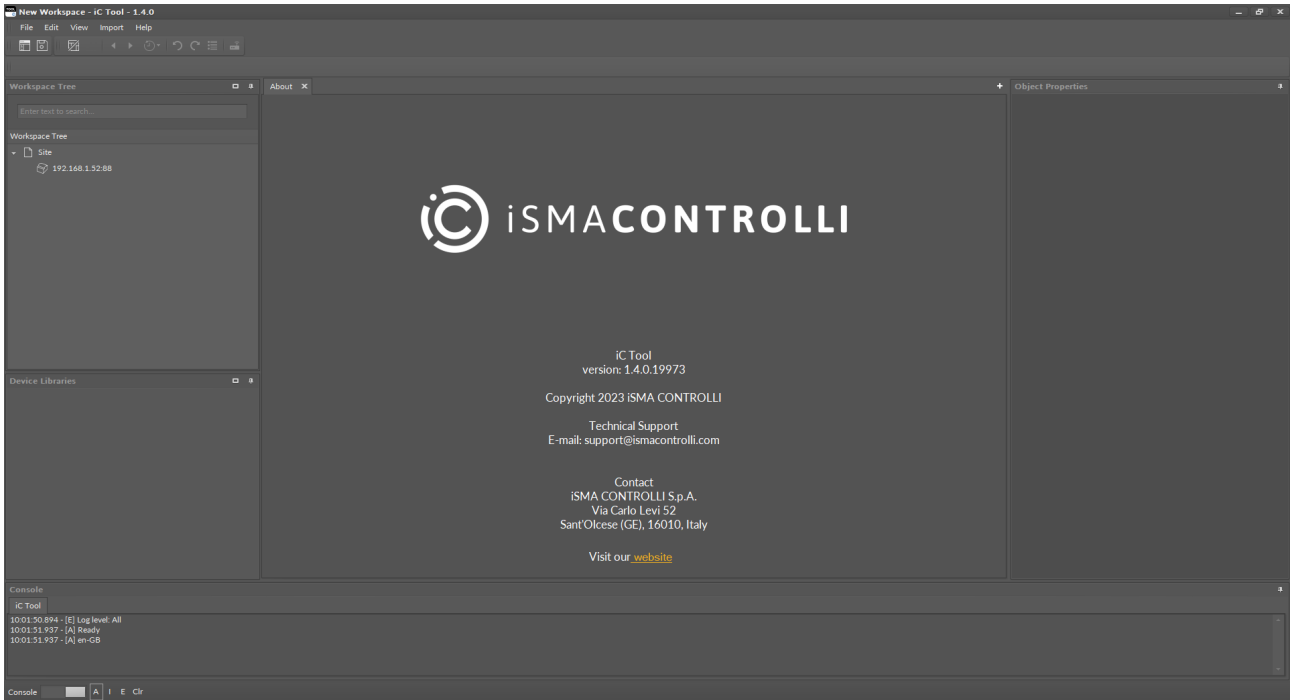 New Workspace - iC Tool - 1.4.0
File Edit View Import Help
Workspace Tree
About
Object Properties
Enter text to search...
Workspace Tree
Site
192.168.1.52:88
iC iSMACONTROLLI
iC Tool
version: 1.4.0.19973
Copyright 2023 iSMA CONTROLLI
Technical Support
E-mail: support@ismacontrolli.com
Contact
iSMA CONTROLLI S.p.A.
Via Carlo Levi 52
Sant'Olcese (GE), 16010, Italy
Visit our website
Device Libraries
Console
iC Tool
10:01:50.894 - [E] Log level: All
10:01:51.937 - [A] Ready
10:01:51.937 - [A] en-GB
Console A I E Clr